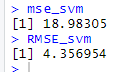 > mse_svm
[1] 18.98305
> RMSE_svm
[1] 4.356954